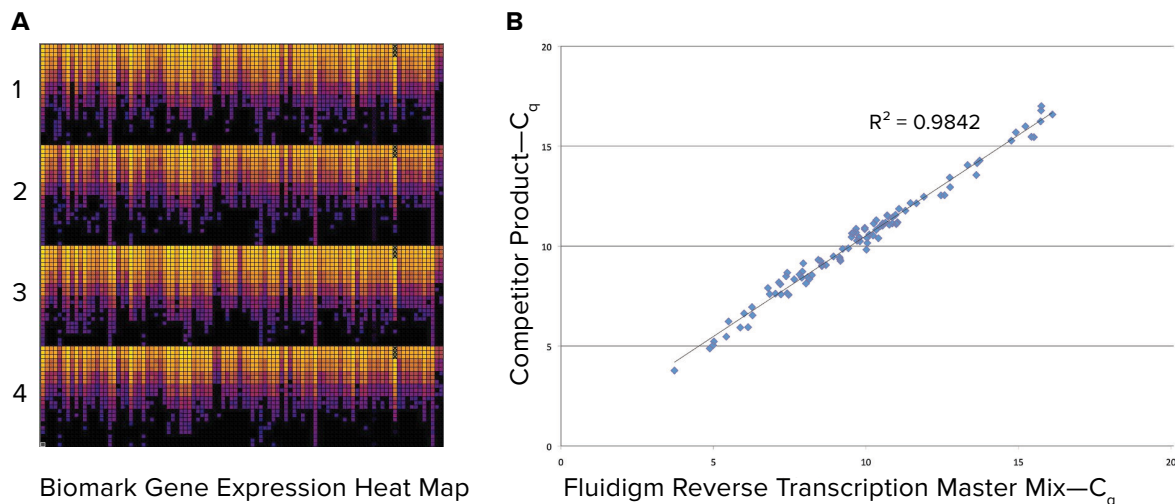 A
1
2
3
4
Biomark Gene Expression Heat Map
B
Competitor Product—Cq
20
15
10
5
0
R² = 0.9842
0
5
10
15
20
Fluidigm Reverse Transcription Master Mix—Cq